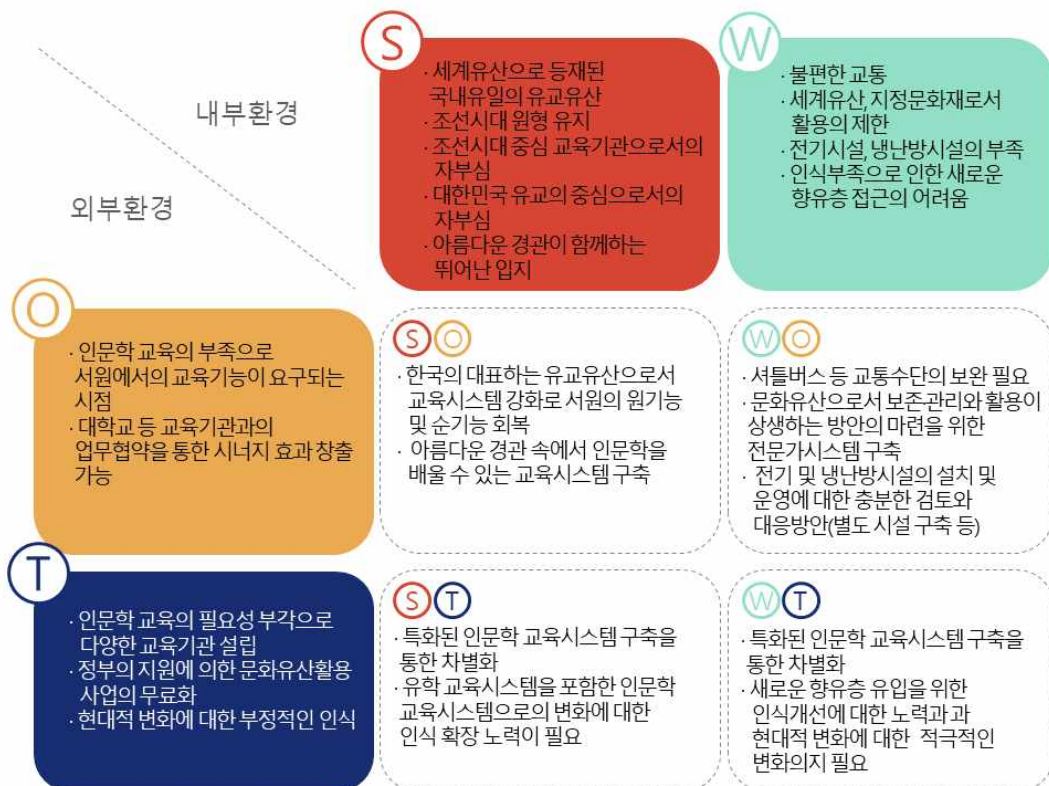 내부환경
외부환경
S
· 세계유산으로 등재된
국내유일의 유교유산
· 조선시대 원형 유지
· 조선시대 중심 교육기관으로서의
자부심
· 대한민국 유교의 중심으로서의
자부심
· 아름다운 경관이 함께하는
뛰어난 입지
W
· 불편한 교통
· 세계유산, 지정문화재로서
활용의 제한
· 전기시설, 냉난방시설의 부족
· 인식부족으로 인한 새로운
향유층 접근의 어려움
O
· 인문학 교육의 부족으로
서원에서의 교육기능이 요구되는
시점
· 대학교 등 교육기관과의
업무협약을 통한 시너지 효과 창출
가능
S O
· 한국의 대표하는 유교유산으로서
교육시스템 강화로 서원의 원기능
및 순기능 회복
· 아름다운 경관 속에서 인문학을
배울 수 있는 교육시스템 구축
W O
· 셔틀버스 등 교통수단의 보완 필요
· 문화유산으로서 보존관리와 활용이
상생하는 방안의 마련을 위한
전문가시스템 구축
· 전기 및 냉난방시설의 설치 및
운영에 대한 충분한 검토와
대응방안(별도 시설 구축 등)
T
· 인문학 교육의 필요성 부각으로
다양한 교육기관 설립
· 정부의 지원에 의한 문화유산활용
사업의 무료화
· 현대적 변화에 대한 부정적인 인식
S T
· 특화된 인문학 교육시스템 구축을
통한 차별화
· 유학 교육시스템을 포함한 인문학
교육시스템으로의 변화에 대한
인식 확장 노력이 필요
W T
· 특화된 인문학 교육시스템 구축을
통한 차별화
· 새로운 향유층 유입을 위한
인식개선에 대한 노력과과
현대적 변화에 대한 적극적인
변화의지 필요